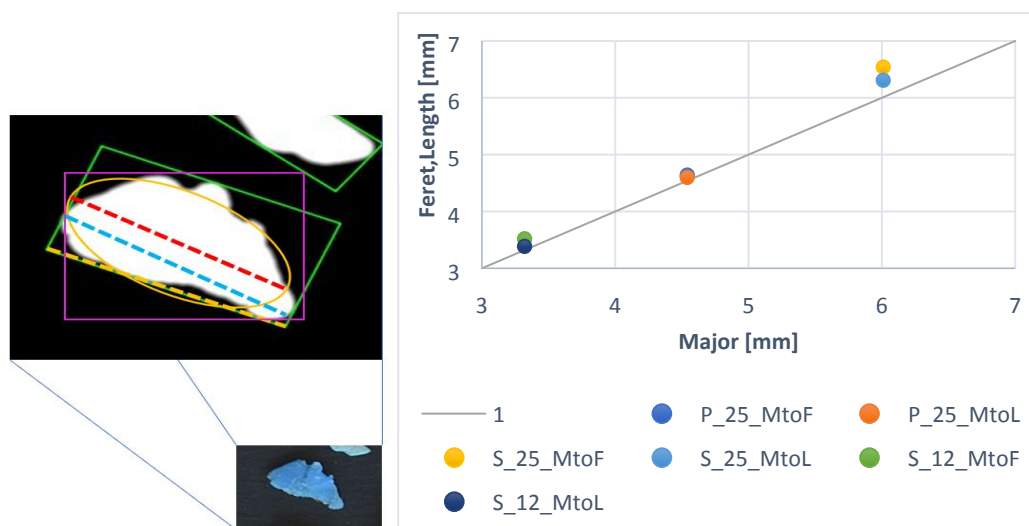 Feret,Length [mm]
7
6
5
4
3
3 4 5 6 7
Major [mm]
1 P_25_MtoF P_25_MtoL
S_25_MtoF S_25_MtoL S_12_MtoF
S_12_MtoL